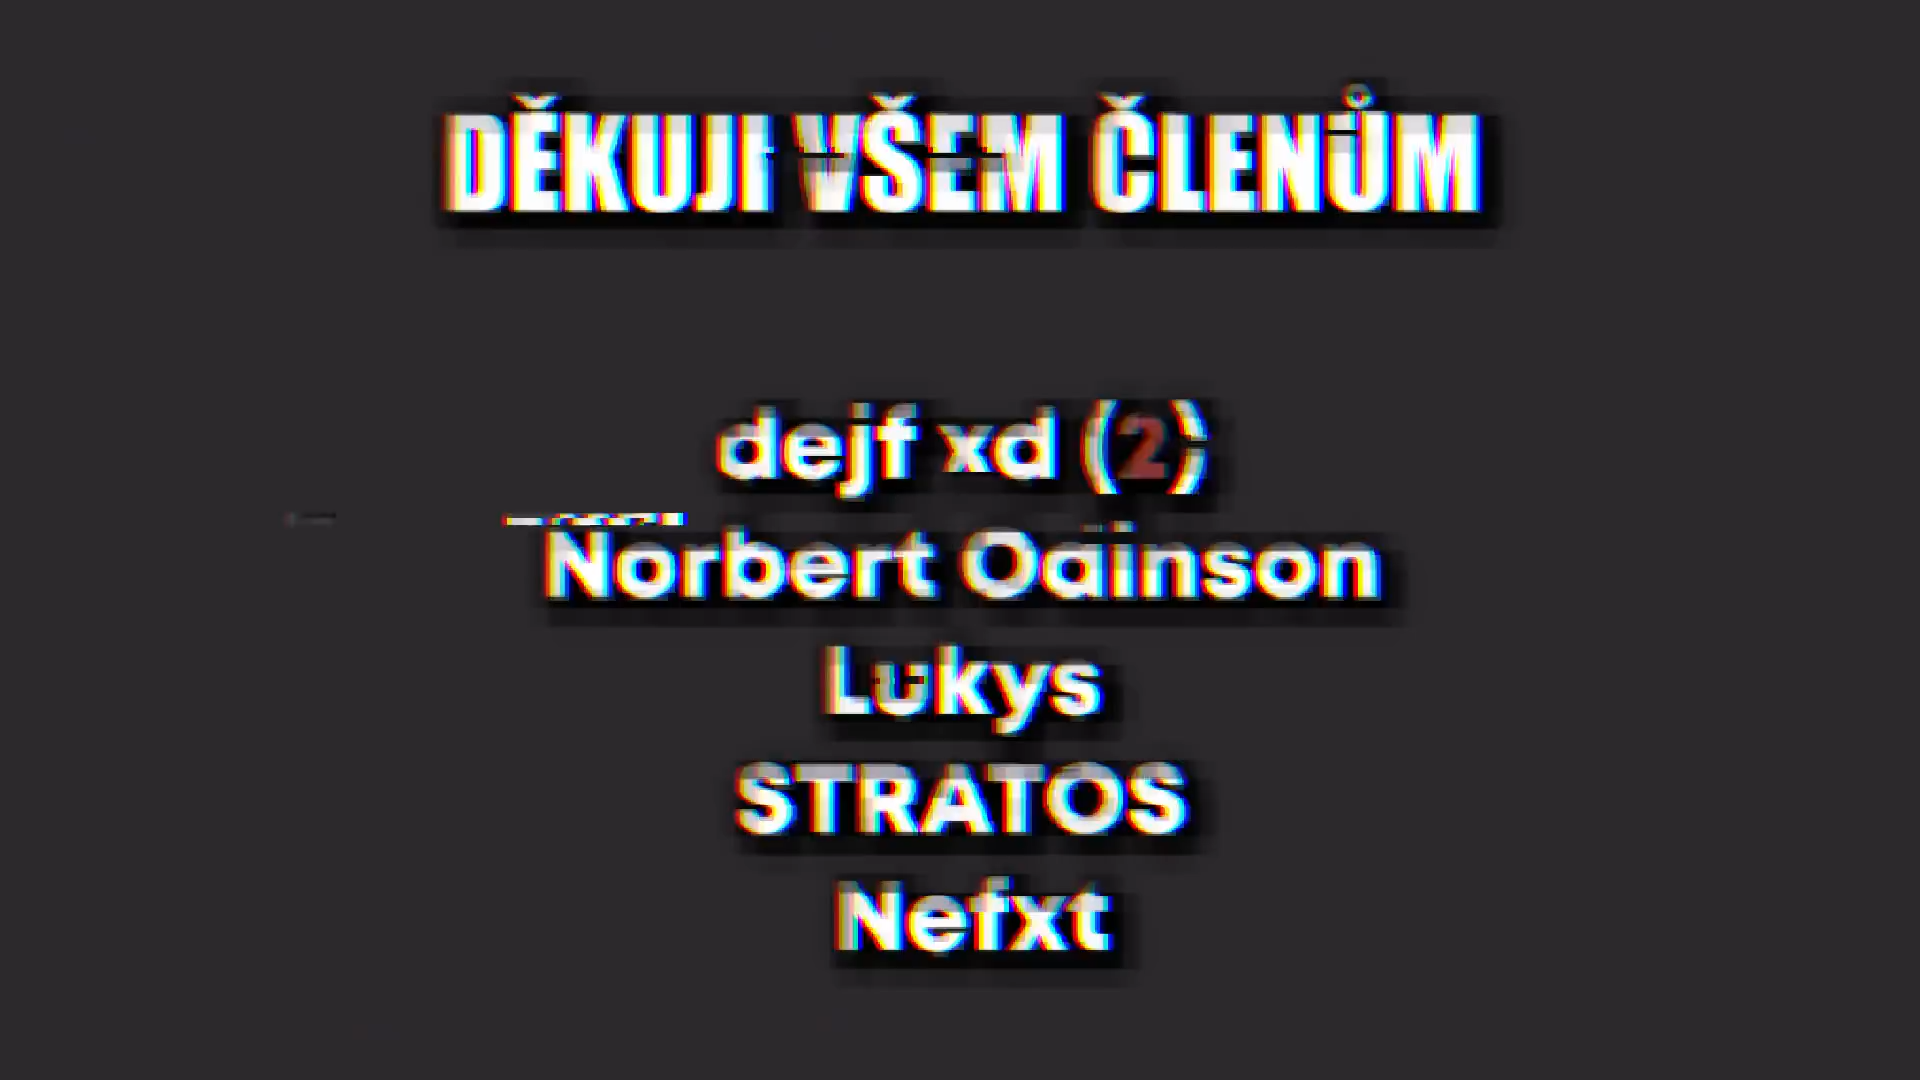 DĚKUJI VŠEM ČLENŮM
dejf xd (2)
Norbert Odinson
Lukys
STRATOS
Nefxt